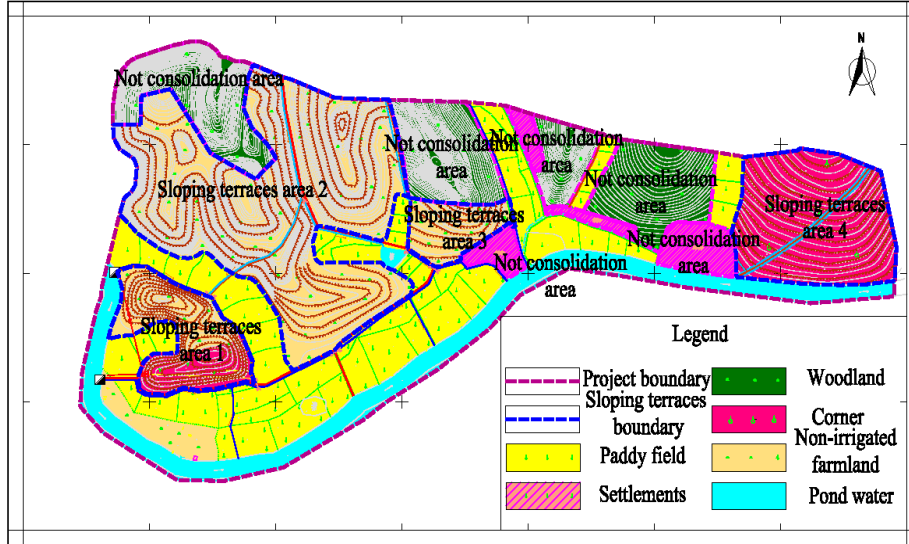 N
Not consolidation area
Not consolidation
area
Not consolidation
area
Not consolidation
area
Sloping terraces area 2
Sloping terraces
area 3
Sloping terraces
area 4
Not consolidation
area
Not consolidation
area
Sloping terraces
area 1
Legend
Project boundary
Woodland
Sloping terraces
boundary
Corner
Paddy field
Non-irrigated
farmland
Settlements
Pond water